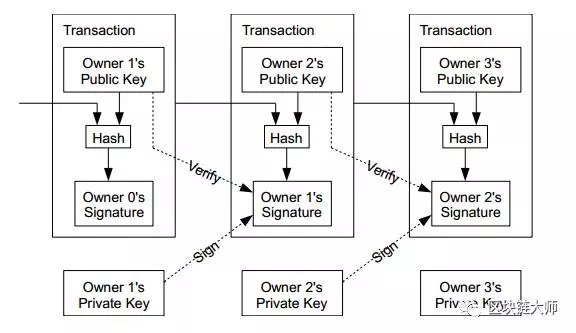 Transaction
Transaction
Transaction
Owner 1's
Public Key
Owner 2's
Public Key
Owner 3's
Public Key
Hash
Hash
Hash
Verify
Verify
Owner 0's
Signature
Owner 1's
Signature
Owner 2's
Signature
Sign
Sign
Owner 1's
Private Key
Owner 2's
Private Key
Owner 3's
Private Key
区块链大师